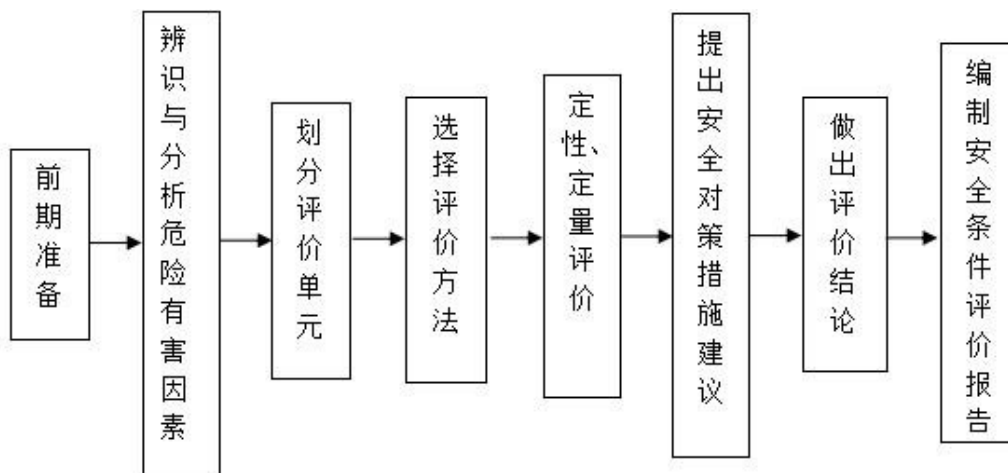 前期准备
辨识与分析危险有害因素
划分评价单元
选择评价方法
定性、定量评价
提出安全对策措施建议
做出评价结论
编制安全条件评价报告